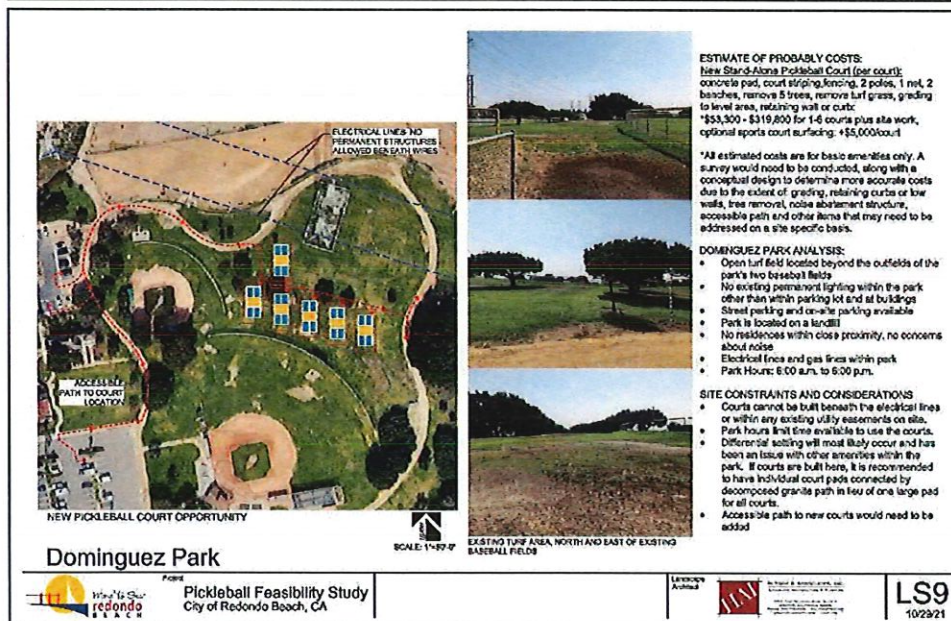 ELECTRICAL LINES- NO
PERMANENT STRUCTURES
ALLOWED BENEATH WIRES
ACCESSIBLE
PATH TO COURT
LOCATION
NEW PICKLEBALL COURT OPPORTUNITY
SCALE: 1"=80'-0"
EXISTING TURF AREA, NORTH AND EAST OF EXISTING
BASEBALL FIELDS
ESTIMATE OF PROBABLY COSTS:
New Stand-Alone Pickleball Court (per court):
concrete pad, court striping, fencing, 2 poles, 1 net, 2
benches, remove 5 trees, remove turf grass, grading
to level area, retaining wall or curb:
*$53,300 - $319,800 for 1-6 courts plus site work,
optional sports court surfacing: +$5,000/court
*All estimated costs are for basic amenities only. A
survey would need to be conducted, along with a
conceptual design to determine more accurate costs
due to the extent of: grading, retaining curbs or low
walls, tree removal, noise abatement structure,
accessible path and other items that may need to be
addressed on a site specific basis.
DOMINGUEZ PARK ANALYSIS:
• Open turf field located beyond the outfields of the
park's two baseball fields
• No existing permanent lighting within the park
other than within parking lot and at buildings
• Street parking and on-site parking available
• Park is located on a landfill
• No residences within close proximity, no concerns
about noise
• Electrical lines and gas lines within park
• Park Hours: 6:00 a.m. to 6:00 p.m.
SITE CONSTRAINTS AND CONSIDERATIONS
• Courts cannot be built beneath the electrical lines
or within any existing utility easements on site.
• Park hours limit time available to use the courts.
• Differential settling will most likely occur and has
been an issue with other amenities within the
park. If courts are built here, it is recommended
to have individual court pads connected by
decomposed granite path in lieu of one large pad
for all courts.
• Accessible path to new courts would need to be
added
Dominguez Park
redondo
BEACH
Project
Pickleball Feasibility Study
City of Redondo Beach, CA
Landscape
Architect
LS9
10/29/21